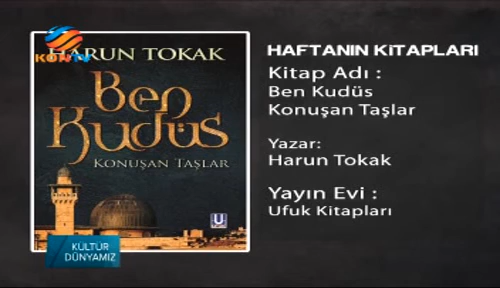 HARUN TOKAK
KONTV
Ben
Kudüs
KONUŞAN TAŞLAR
U
KÜLTÜR
DÜNYAMIZ
HAFTANIN KİTAPLARI
Kitap Adı :
Ben Kudüs
Konuşan Taşlar
Yazar:
Harun Tokak
Yayın Evi :
Ufuk Kitapları